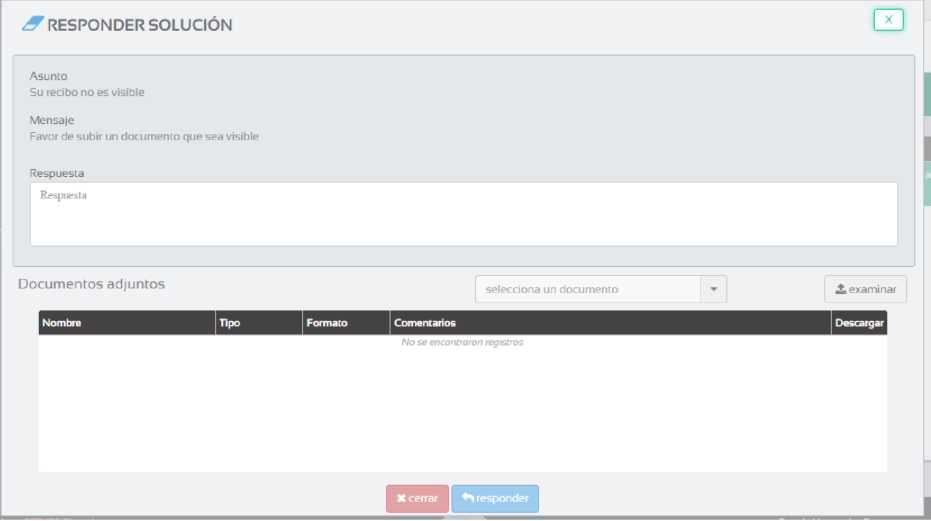 RESPONDER SOLUCIÓN
X
Asunto
Su recibo no es visible
Mensaje
Favor de subir un documento que sea visible
Respuesta
Respuesta
Documentos adjuntos
selecciona un documento
examinar
Nombre Tipo Formato Comentarios Descargar
No se encontraron registros
cerrar responder